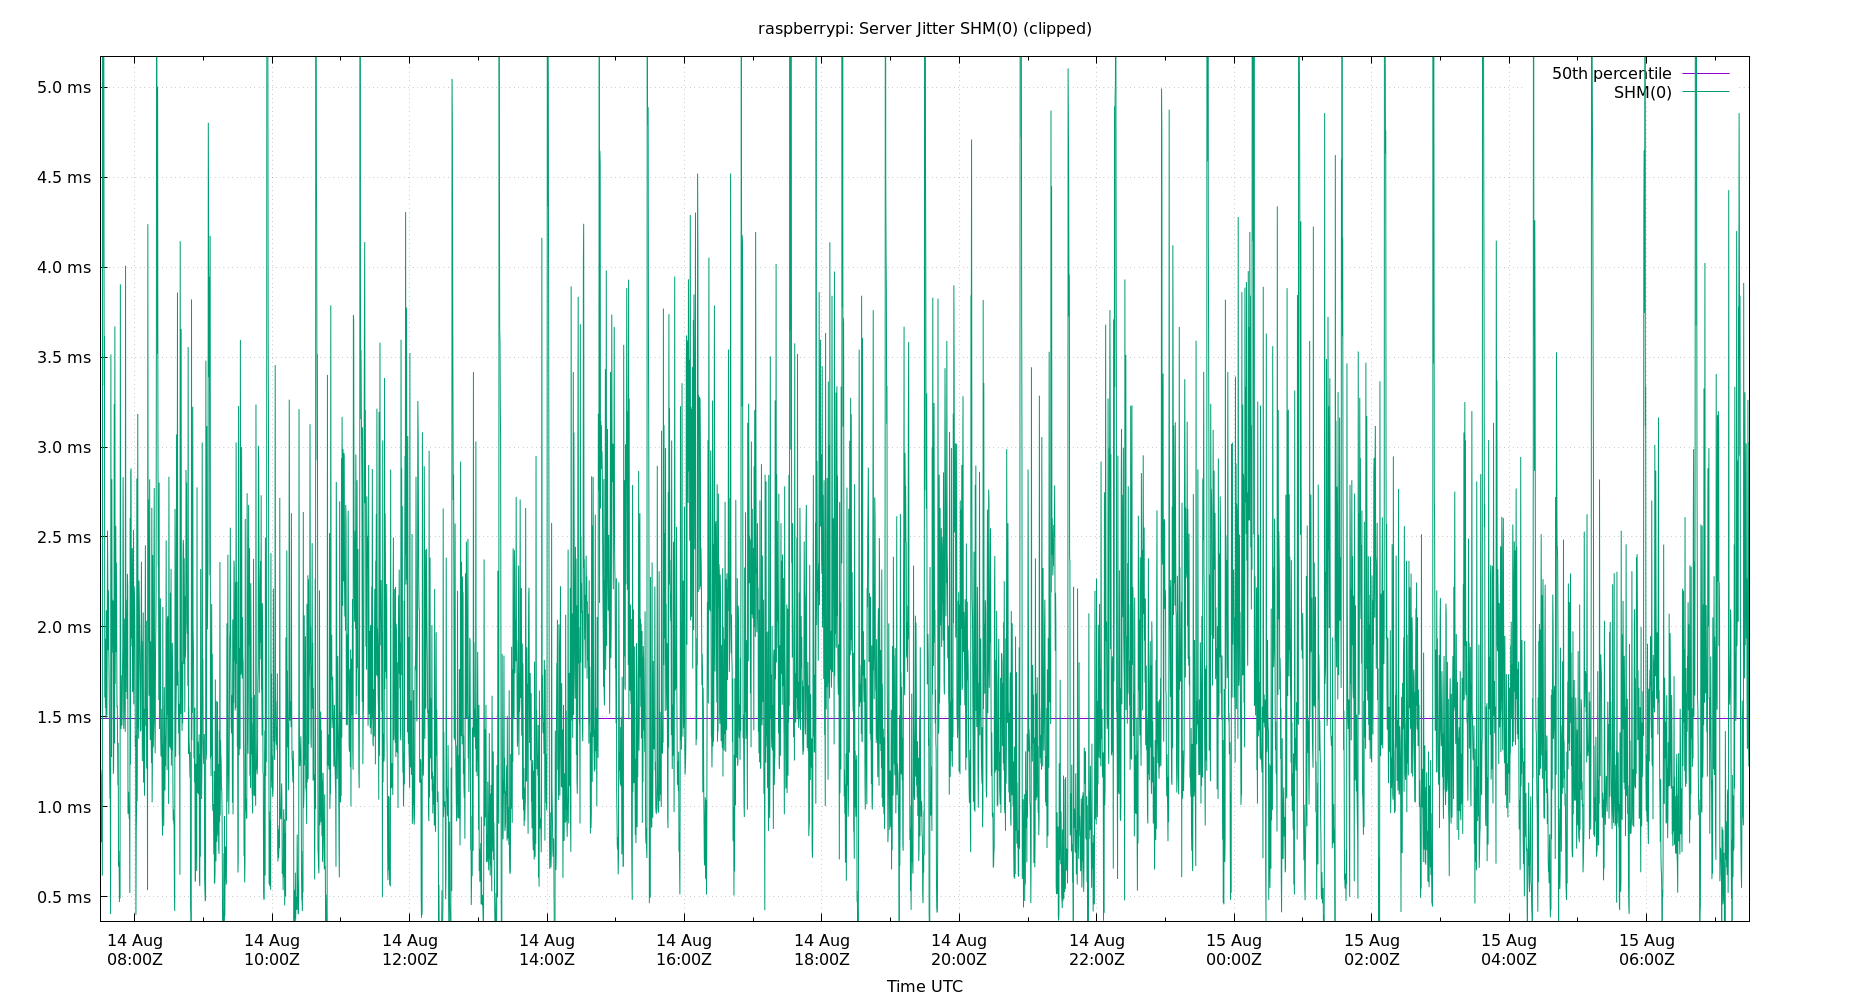 raspberrypi: Server Jitter SHM(0) (clipped)
50th percentile
SHM(0)
5.0 ms
4.5 ms
4.0 ms
3.5 ms
3.0 ms
2.5 ms
2.0 ms
1.5 ms
1.0 ms
0.5 ms
14 Aug 14 Aug 14 Aug 14 Aug 14 Aug 14 Aug 14 Aug 14 Aug 15 Aug 15 Aug 15 Aug 15 Aug
08:00Z 10:00Z 12:00Z 14:00Z 16:00Z 18:00Z 20:00Z 22:00Z 00:00Z 02:00Z 04:00Z 06:00Z
Time UTC